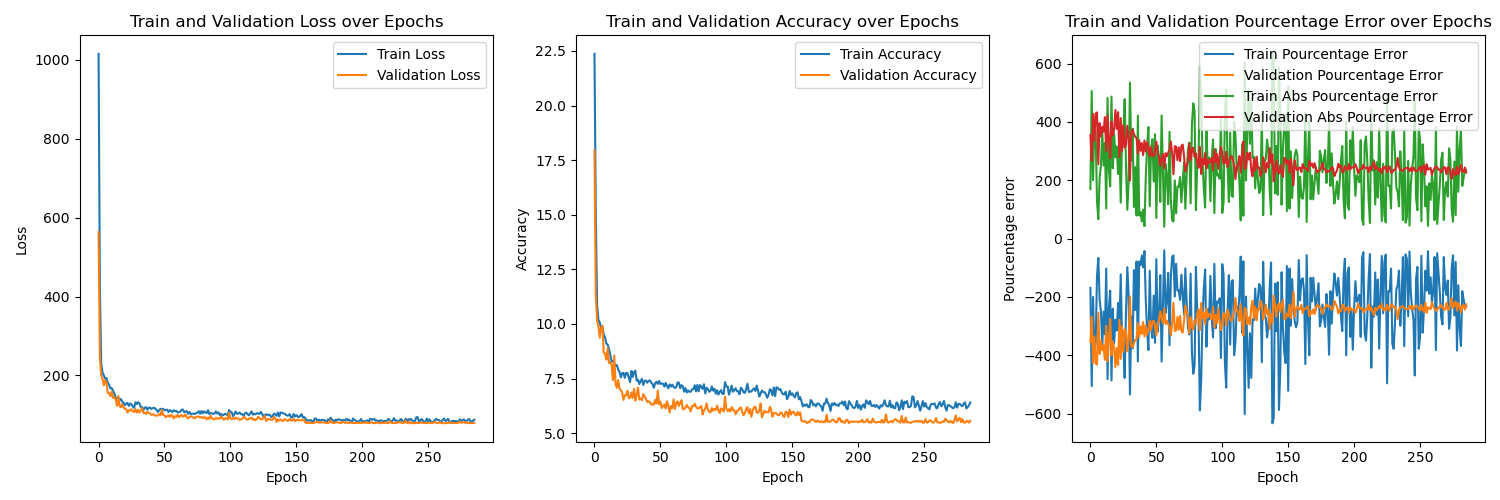 Train and Validation Loss over Epochs
Loss
1000
800
600
400
200
0
50
100
150
200
250
Epoch
Train Loss
Validation Loss
Train and Validation Accuracy over Epochs
Accuracy
22.5
20.0
17.5
15.0
12.5
10.0
7.5
5.0
0
50
100
150
200
250
Epoch
Train Accuracy
Validation Accuracy
Train and Validation Pourcentage Error over Epochs
Pourcentage error
600
400
200
0
−200
−400
−600
0
50
100
150
200
250
Epoch
Train Pourcentage Error
Validation Pourcentage Error
Train Abs Pourcentage Error
Validation Abs Pourcentage Error